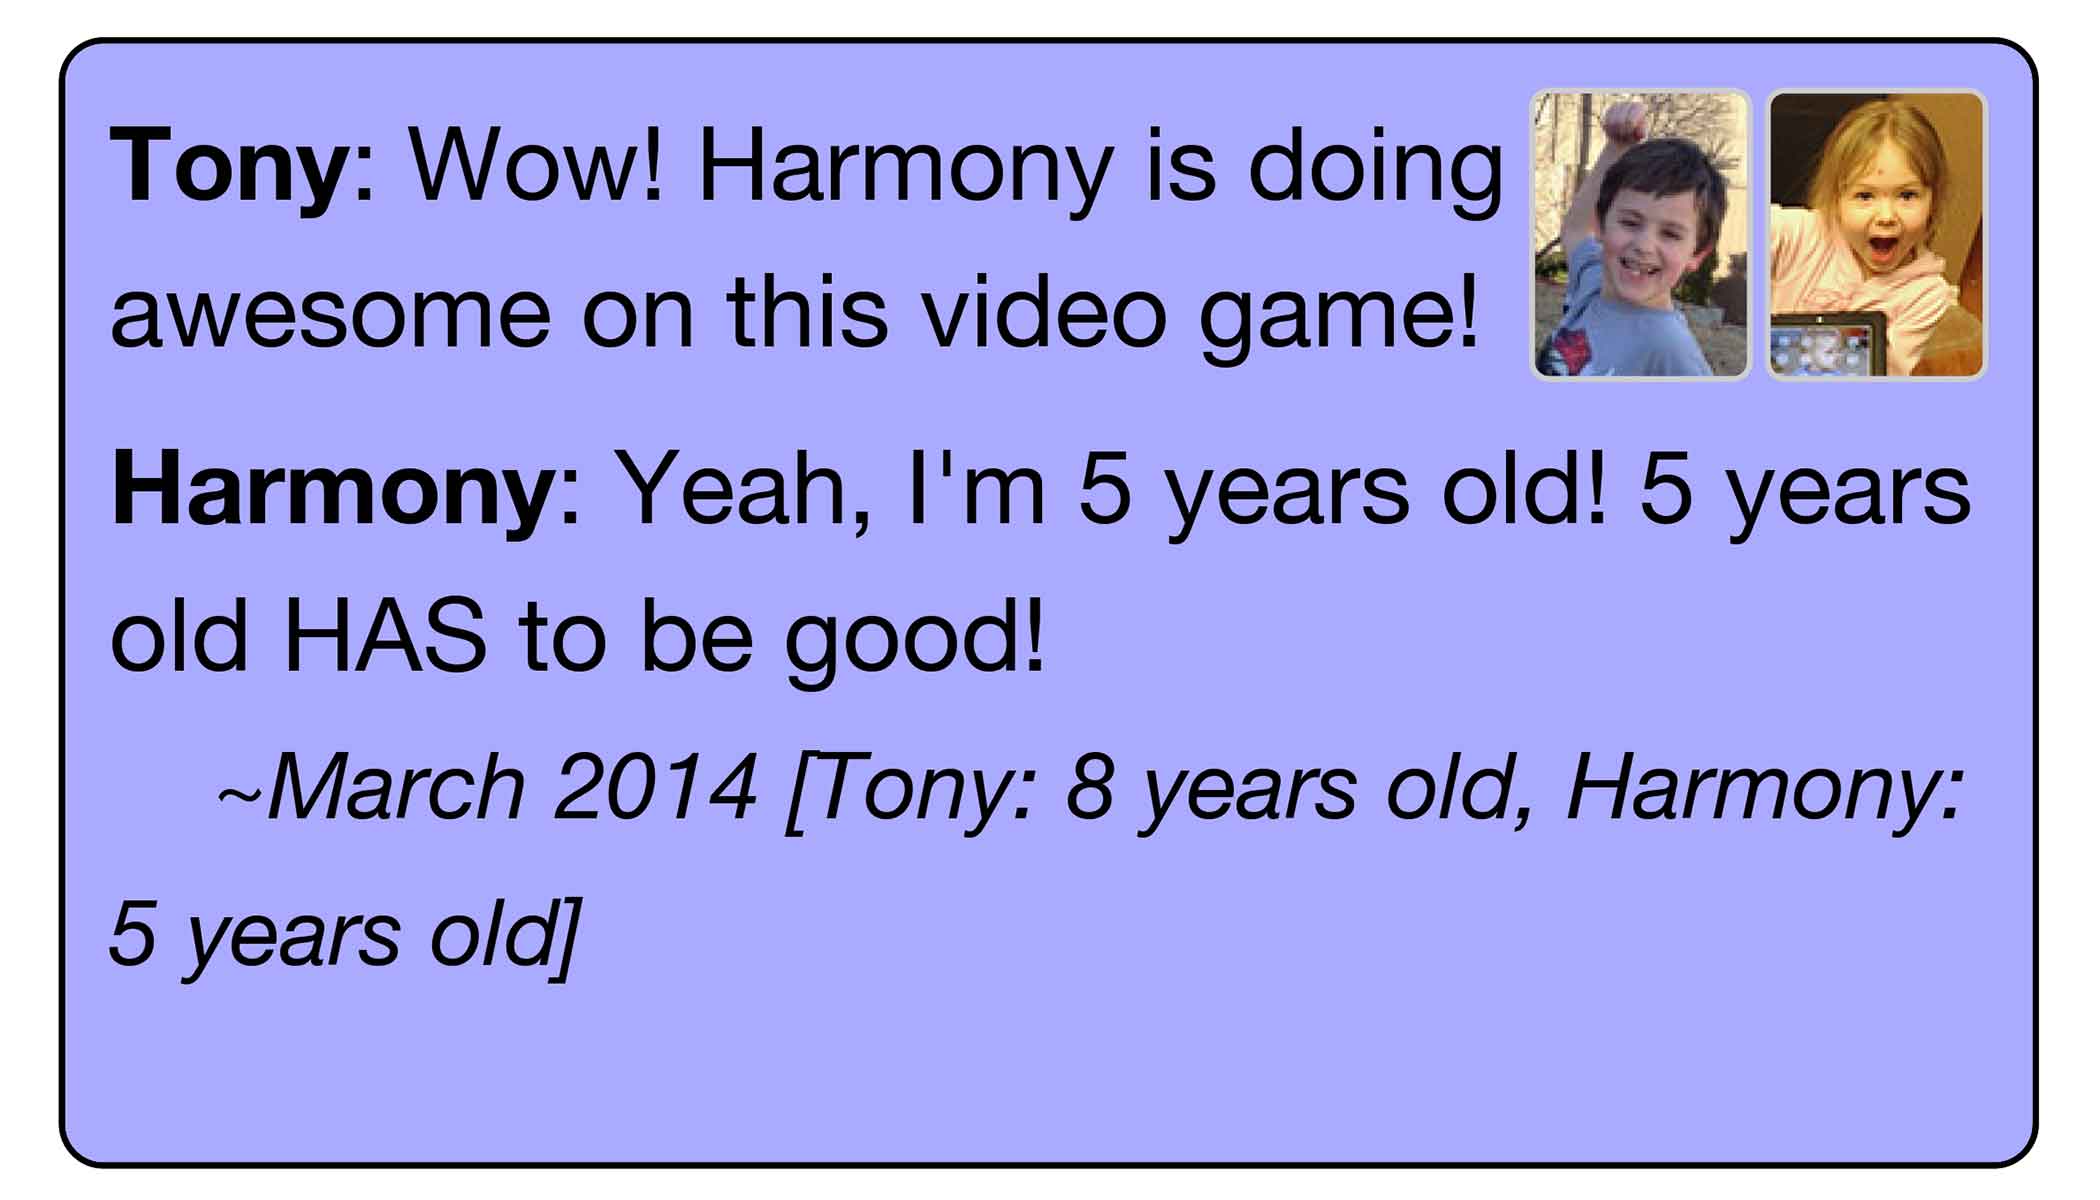 Tony: Wow! Harmony is doing
awesome on this video game!
Harmony: Yeah, I'm 5 years old! 5 years
old HAS to be good!
~March 2014 [Tony: 8 years old, Harmony:
5 years old]